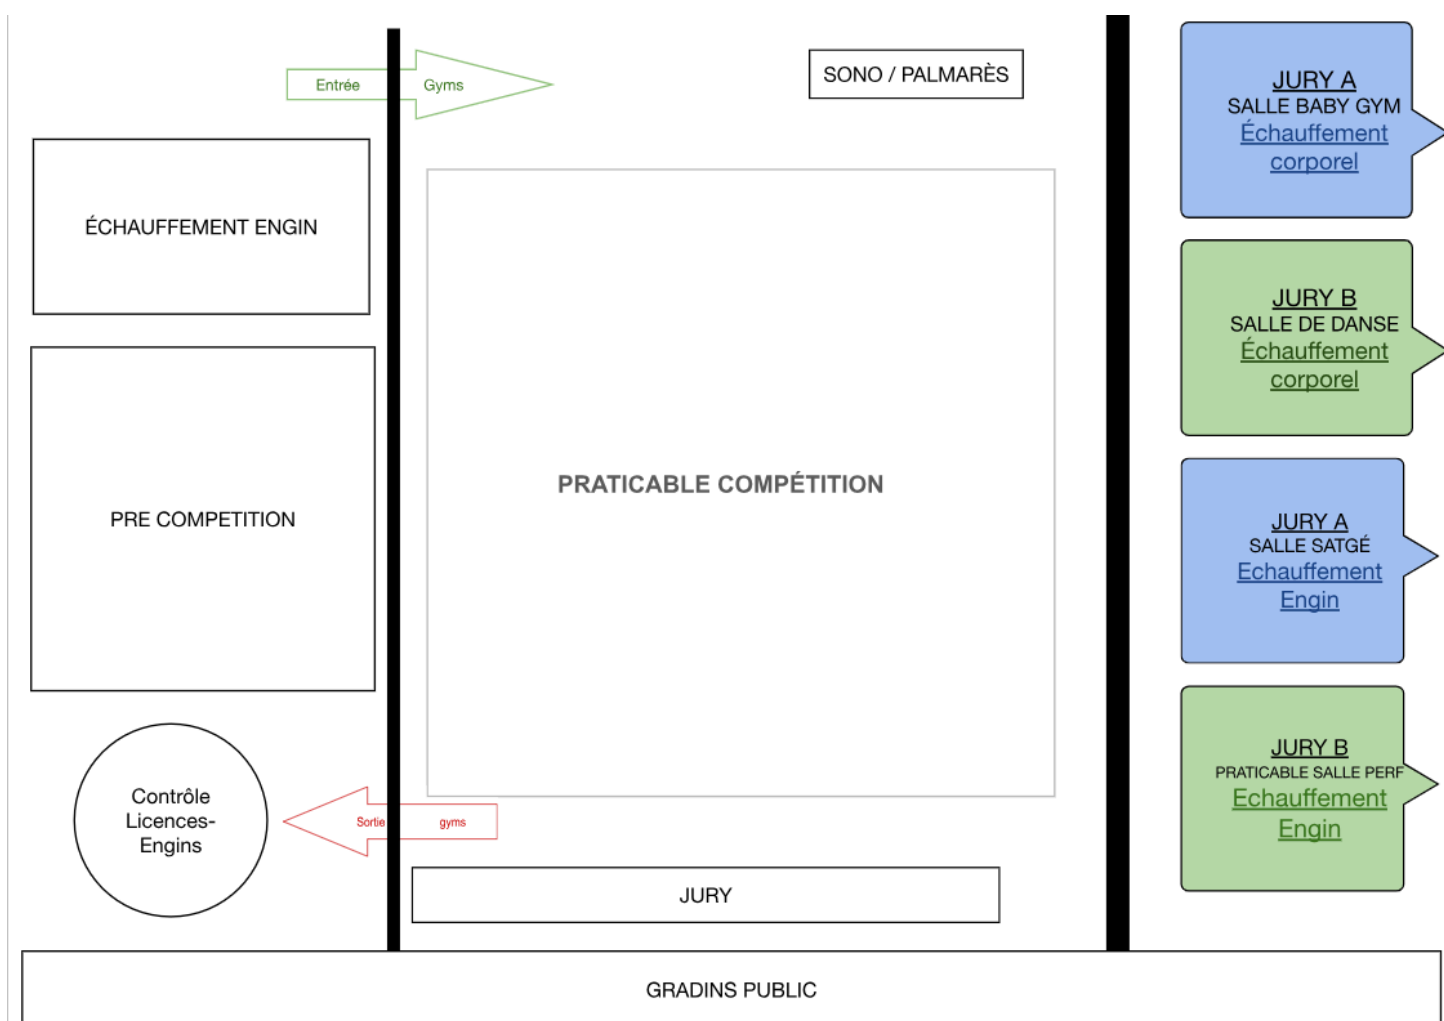 Entrée Gyms
SONO / PALMARÈS
ÉCHAUFFEMENT ENGIN
PRE COMPETITION
Contrôle
Licences-
Engins
PRATICABLE COMPÉTITION
Sortie gyms
JURY
GRADINS PUBLIC
JURY A
SALLE BABY GYM
Échauffement
corporel
JURY B
SALLE DE DANSE
Échauffement
corporel
JURY A
SALLE SATGÉ
Echauffement
Engin
JURY B
PRATICABLE SALLE PERF
Echauffement
Engin